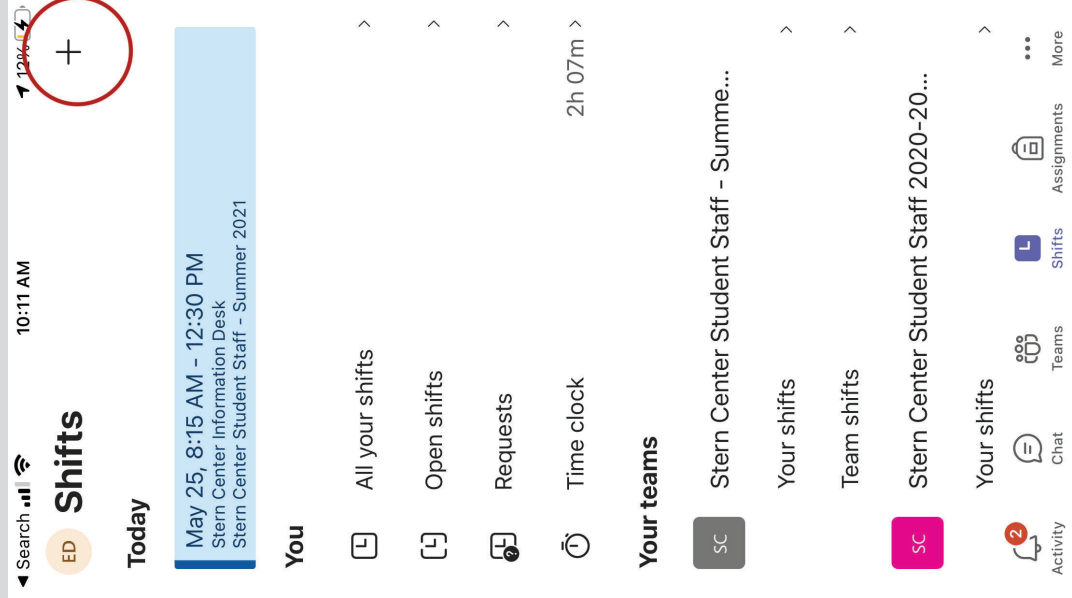 ◀ Search 10:11 AM 12%
ED Shifts +
Today
May 25, 8:15 AM - 12:30 PM
Stern Center Information Desk
Stern Center Student Staff - Summer 2021
You
All your shifts
Open shifts
Requests
Time clock 2h 07m
Your teams
SC Stern Center Student Staff - Summe...
Your shifts
Team shifts
SC Stern Center Student Staff 2020-20...
Your shifts
2
Activity Chat Teams Shifts Assignments More